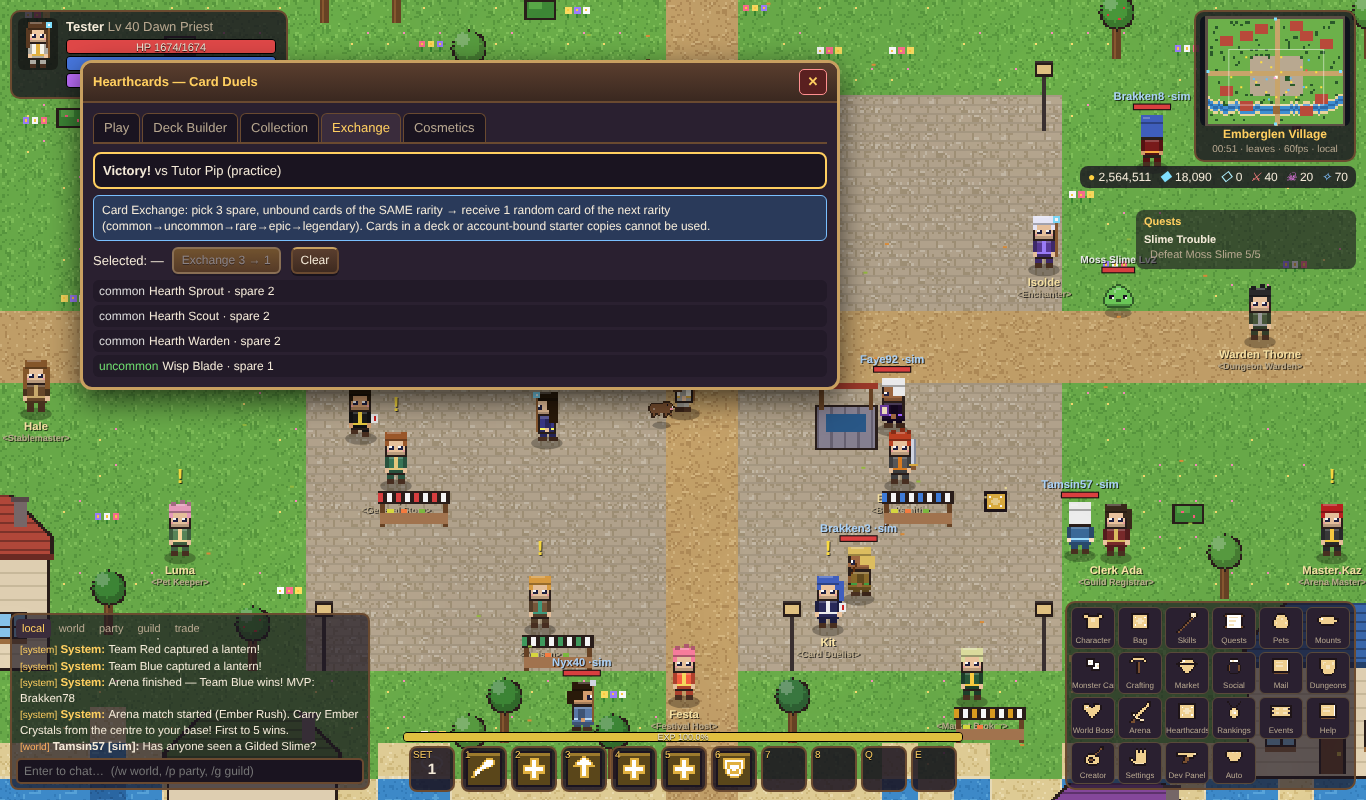 Tester Lv 40 Dawn Priest
HP 1674/1674
Hearthcards — Card Duels
✕
Play
Deck Builder
Collection
Exchange
Cosmetics
Victory! vs Tutor Pip (practice)
Card Exchange: pick 3 spare, unbound cards of the SAME rarity → receive 1 random card of the next rarity
(common→uncommon→rare→epic→legendary). Cards in a deck or account-bound starter copies cannot be used.
Selected: —
Exchange 3 → 1
Clear
common Hearth Sprout · spare 2
common Hearth Scout · spare 2
common Hearth Warden · spare 2
uncommon Wisp Blade · spare 1
Brakken8 ·sim
Emberglen Village
00:51 · leaves · 60fps · local
2,564,511 18,090 0 40 20 70
Quests
Slime Trouble
Defeat Moss Slime 5/5
Moss Slime Lv2
Isolde
<Enchanter>
Warden Thorne
<Dungeon Warden>
Faye92 ·sim
Hale
<Stablemaster>
!
!
Luma
<Pet Keeper>
Tamsin57 ·sim
!
Clerk Ada
<Guild Registrar>
Master Kaz
<Arena Master>
Brakken3 ·sim
!
!
Kit
<Card Duelist>
Nyx40 ·sim
Festa
<Festival Host>
local world party guild trade
[system] System: Team Red captured a lantern!
[system] System: Team Blue captured a lantern!
[system] System: Arena finished — Team Blue wins! MVP:
Brakken78
[system] System: Arena match started (Ember Rush). Carry Ember
Crystals from the centre to your base! First to 5 wins.
[world] Tamsin57 [sim]: Has anyone seen a Gilded Slime?
Enter to chat… (/w world, /p party, /g guild)
EXP 100.0%
SET
1
1
2
3
4
5
6
7
8
Q
E
Character
Bag
Skills
Quests
Pets
Mounts
Monster Ca
Crafting
Market
Social
Mail
Dungeons
World Boss
Arena
Hearthcards
Rankings
Events
Help
Creator
Settings
Dev Panel
Auto